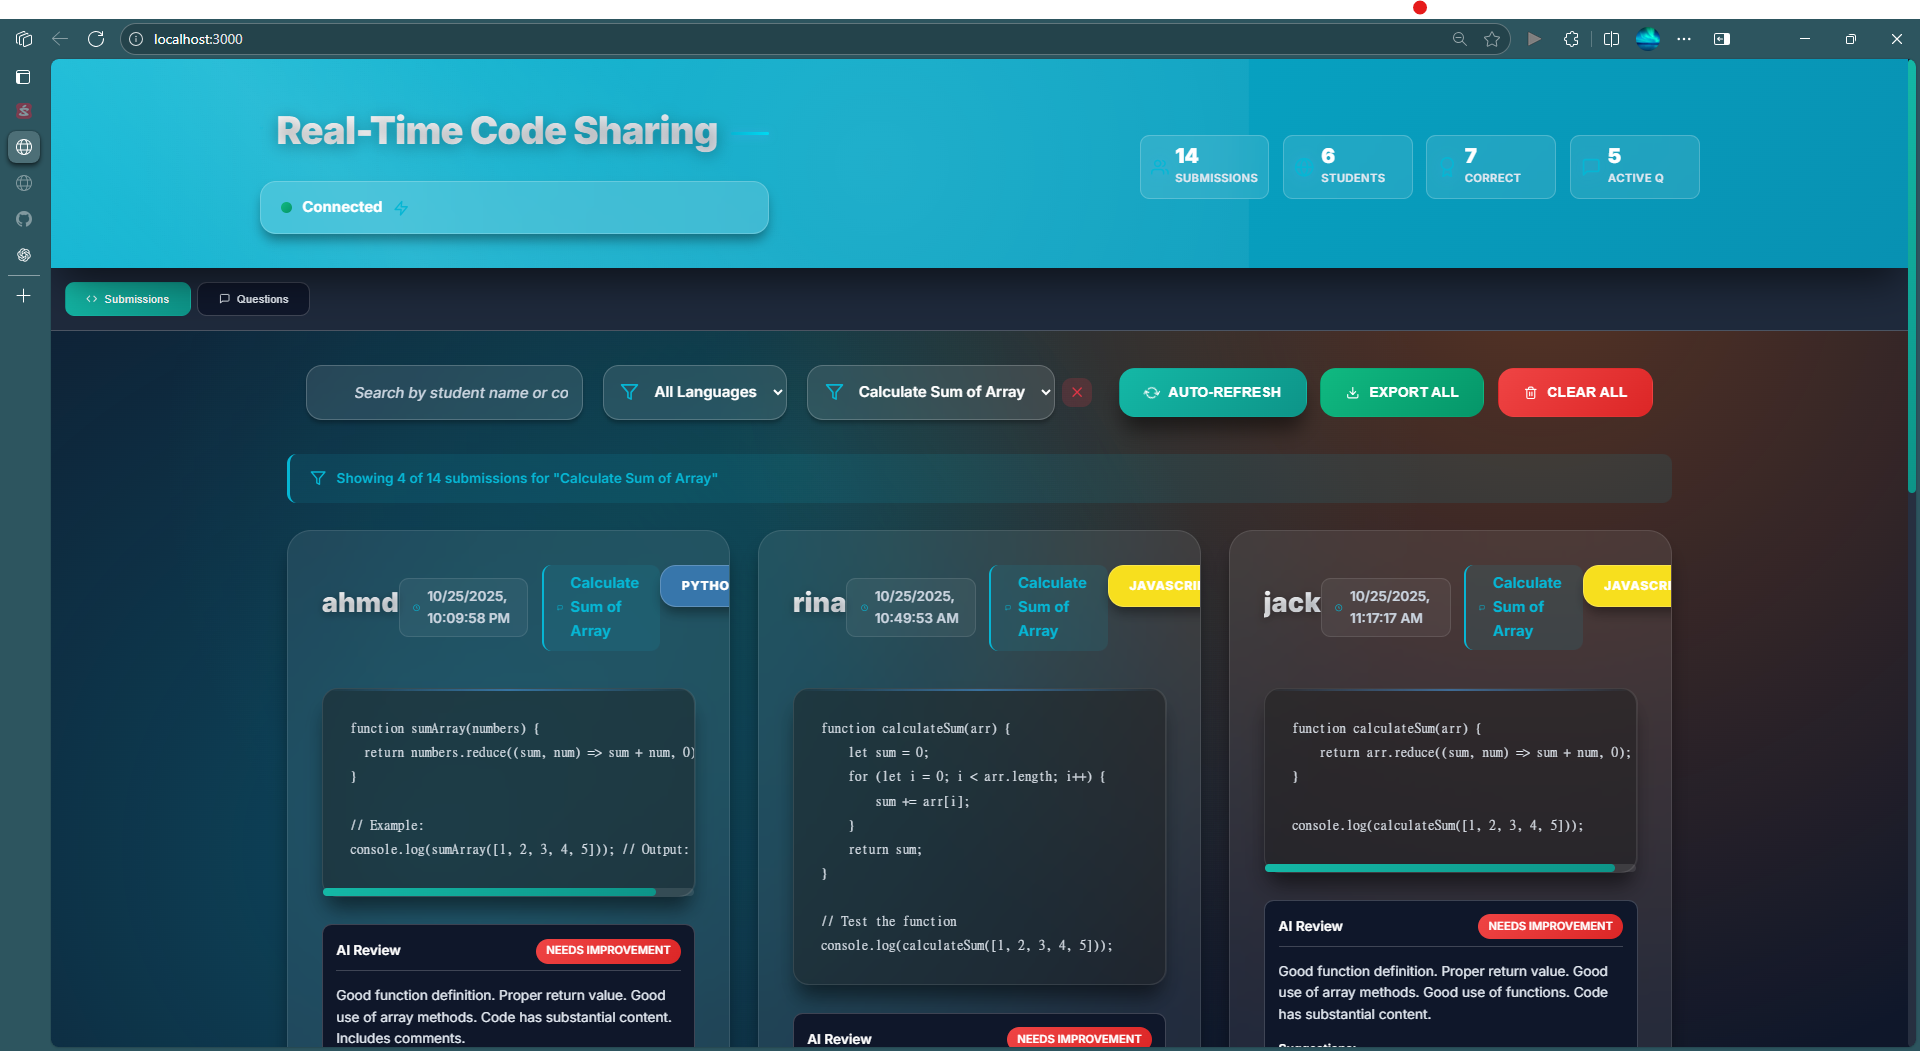 localhost:3000
Real-Time Code Sharing
Connected
14
SUBMISSIONS
6
STUDENTS
7
CORRECT
5
ACTIVE Q
Submissions
Questions
Search by student name or co
All Languages
Calculate Sum of Array
AUTO-REFRESH
EXPORT ALL
CLEAR ALL
Showing 4 of 14 submissions for "Calculate Sum of Array"
ahmd
10/25/2025,
10:09:58 PM
Calculate
Sum of
Array
PYTHO
function sumArray(numbers) {
  return numbers.reduce((sum, num) => sum + num, 0)
}
// Example:
console.log(sumArray([1, 2, 3, 4, 5])); // Output:
AI Review
NEEDS IMPROVEMENT
Good function definition. Proper return value. Good
use of array methods. Code has substantial content.
Includes comments.
rina
10/25/2025,
10:49:53 AM
Calculate
Sum of
Array
JAVASCRI
function calculateSum(arr) {
    let sum = 0;
    for (let i = 0; i < arr.length; i++) {
        sum += arr[i];
    }
    return sum;
}
// Test the function
console.log(calculateSum([1, 2, 3, 4, 5]));
AI Review
NEEDS IMPROVEMENT
jack
10/25/2025,
11:17:17 AM
Calculate
Sum of
Array
JAVASCRI
function calculateSum(arr) {
    return arr.reduce((sum, num) => sum + num, 0);
}
console.log(calculateSum([1, 2, 3, 4, 5]));
AI Review
NEEDS IMPROVEMENT
Good function definition. Proper return value. Good
use of array methods. Good use of functions. Code
has substantial content.